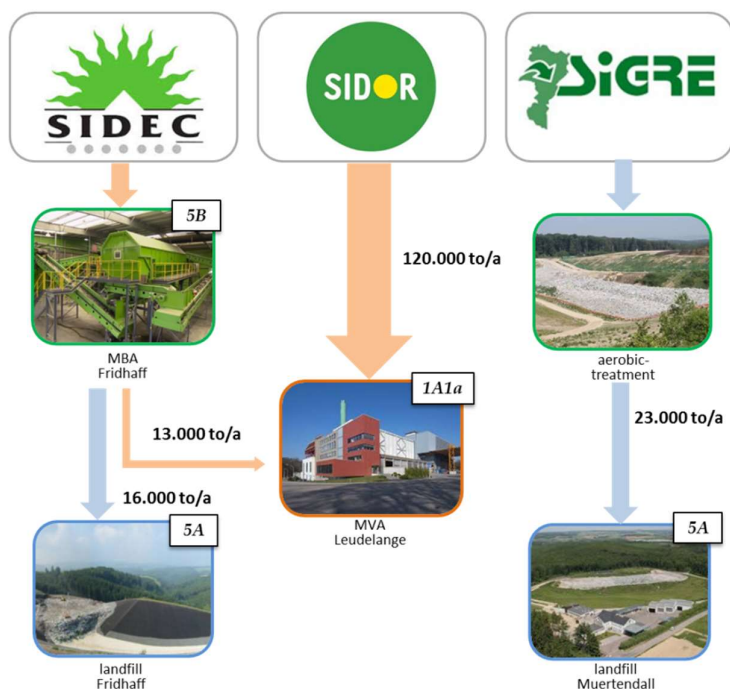 SIDEC
SIDOR
SiGRE
5B
120.000 to/a
MBA
Fridhaff
aerobic-
treatment
1A1a
13.000 to/a
23.000 to/a
16.000 to/a
5A
MVA
Leudelange
5A
landfill
Fridhaff
landfill
Muertendall